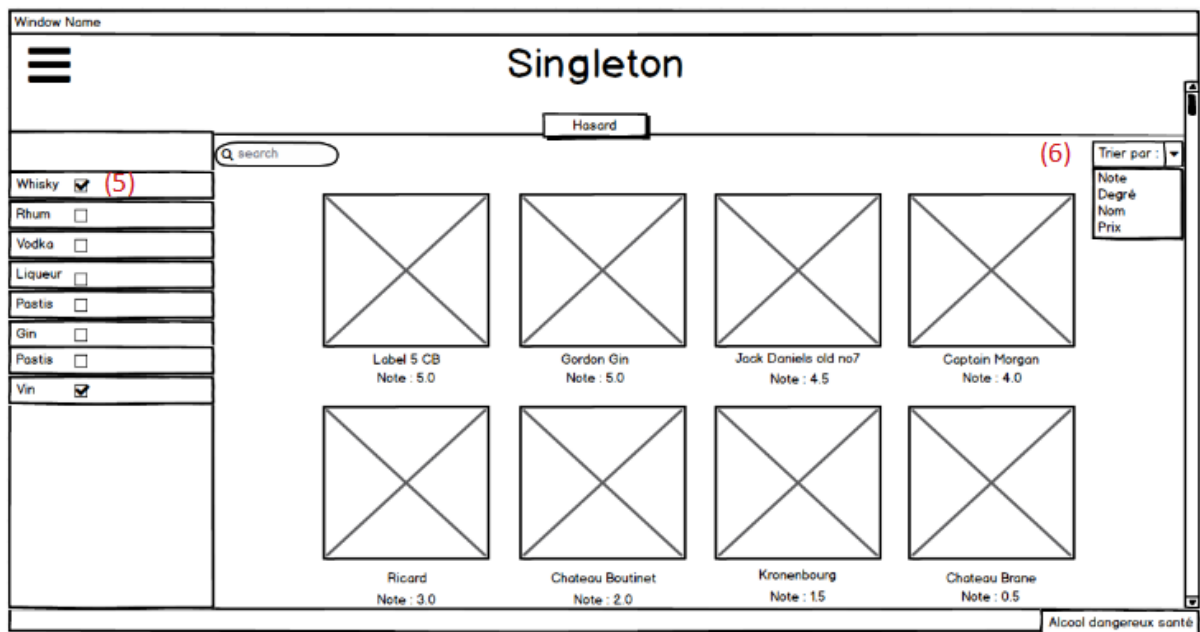 Window Name
Singleton
Hasard
search
(6)
Trier par :
Note
Degré
Nom
Prix
Whisky
(5)
Rhum
Vodka
Liqueur
Pastis
Gin
Pastis
Vin
Label 5 CB
Gordon Gin
Jack Daniels old no7
Captain Morgan
Note : 5.0
Note : 5.0
Note : 4.5
Note : 4.0
Ricard
Chateau Boutinet
Kronenbourg
Chateau Brane
Note : 3.0
Note : 2.0
Note : 1.5
Note : 0.5
Alcool dangereux santé